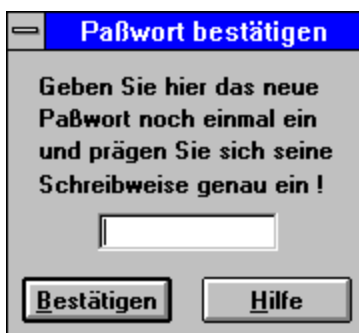 Paßwort bestätigen
Geben Sie hier das neue
Paßwort noch einmal ein
und prägen Sie sich seine
Schreibweise genau ein !
Bestätigen Hilfe